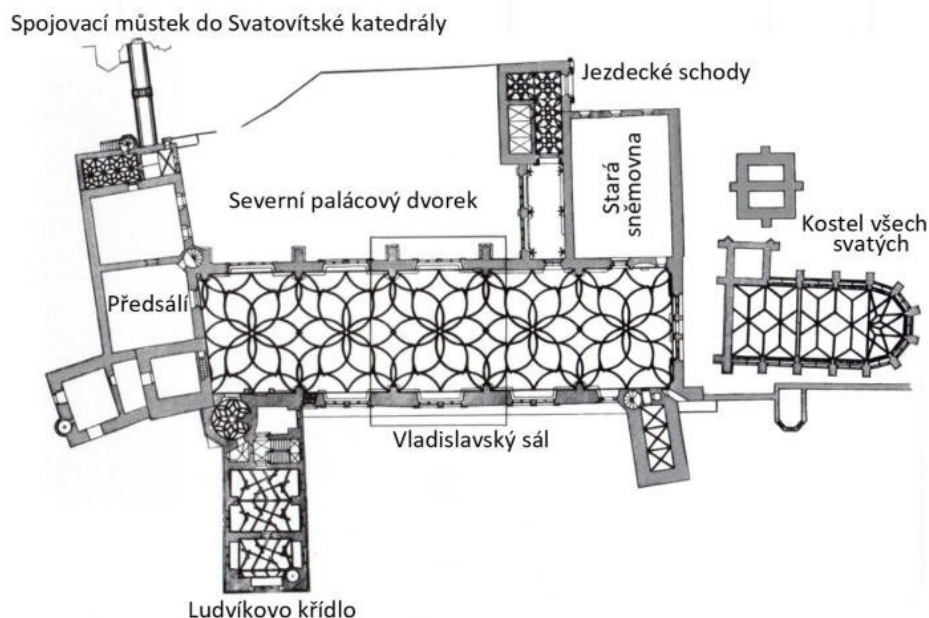 Spojovací můstek do Svatovítské katedrály
Jezdecké schody
Stará
sněmovna
Severní palácový dvorek
Kostel všech
svatých
Předsálí
Vladislavský sál
Ludvíkovo křídlo